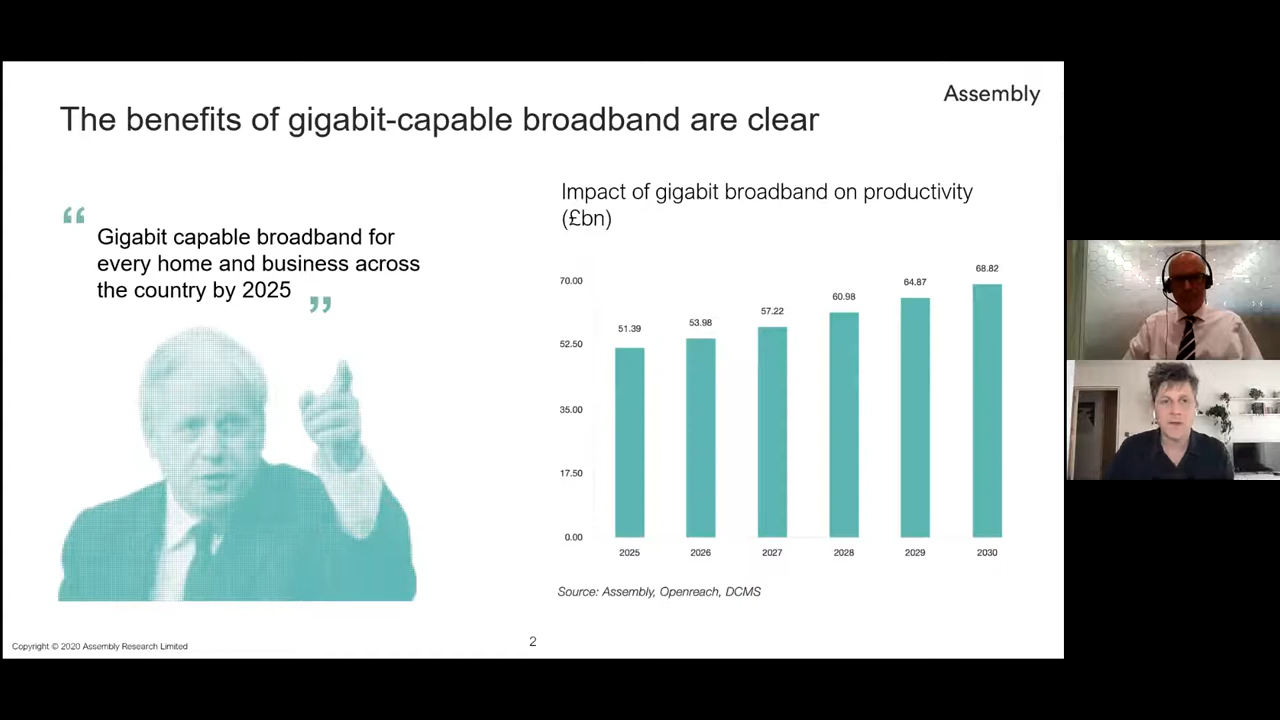 Assembly
The benefits of gigabit-capable broadband are clear
“
Gigabit capable broadband for
every home and business across
the country by 2025
”
Impact of gigabit broadband on productivity
(£bn)
70.00
52.50
35.00
17.50
0.00
51.39
53.98
57.22
60.98
64.87
68.82
2025
2026
2027
2028
2029
2030
Source: Assembly, Openreach, DCMS
Copyright © 2020 Assembly Research Limited
2